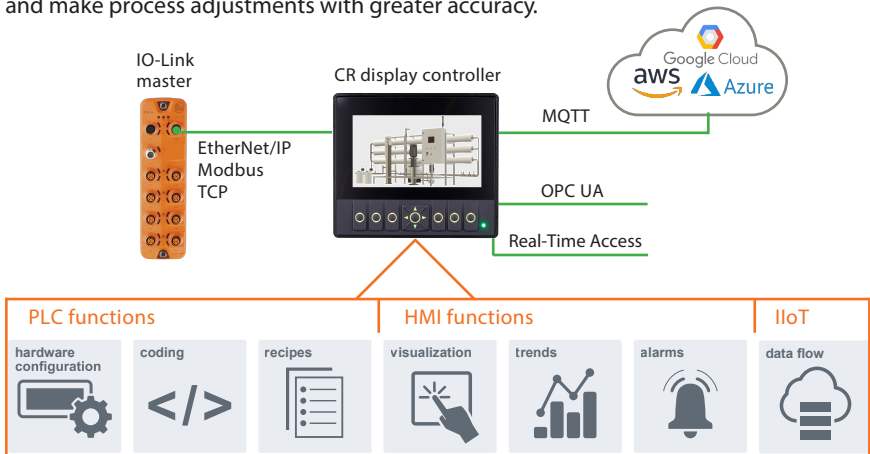 and make process adjustments with greater accuracy.
IO-Link
master
CR display controller
Google Cloud
aws
Azure
MQTT
EtherNet/IP
Modbus
TCP
OPC UA
Real-Time Access
PLC functions
HMI functions
IIoT
hardware
configuration
coding
recipes
visualization
trends
alarms
data flow
</>